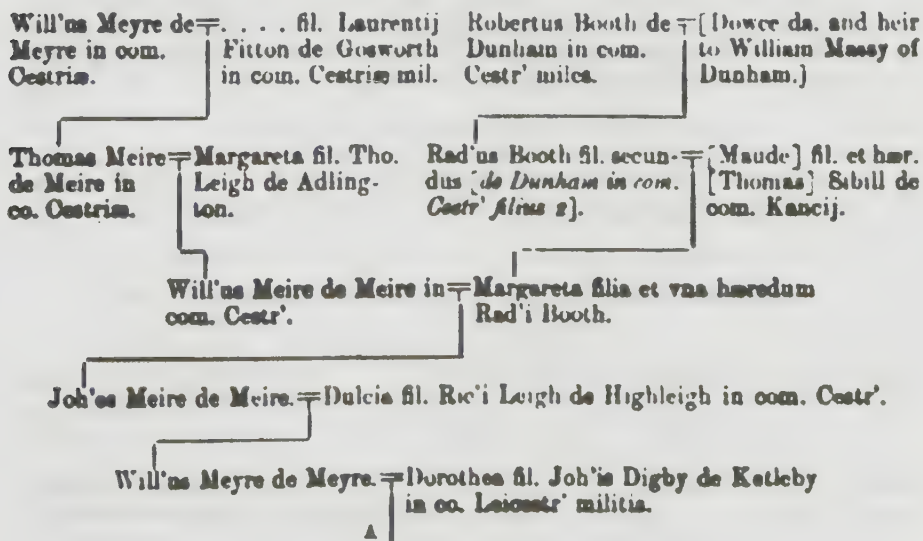 Will'us Meyre de
Meyre in com.
Cestriæ.
. . . . fil. Laurentij
Fitton de Gosworth
in com. Cestriæ mil.
Robertus Booth de
Dunham in com.
Cestr' miles.
[Dowce da. and heir
to William Massy of
Dunham.]
Thomas Meire
de Meire in
co. Cestriæ.
Margareta fil. Tho.
Leigh de Adling-
ton.
Rad'us Booth fil. secun-
dus [de Dunham in com.
Cestr' filius 2].
[Maude] fil. et hær.
[Thomas] Sibill de
com. Kancij.
Will'us Meire de Meire in
com. Cestr'.
Margareta filia et vna hæredum
Rad'i Booth.
Joh'es Meire de Meire.
Dulcia fil. Ric'i Leigh de Highleigh in com. Cestr'.
Will'us Meyre de Meyre.
Dorothea fil. Joh'is Digby de Ketleby
in co. Leicestr' militis.
A